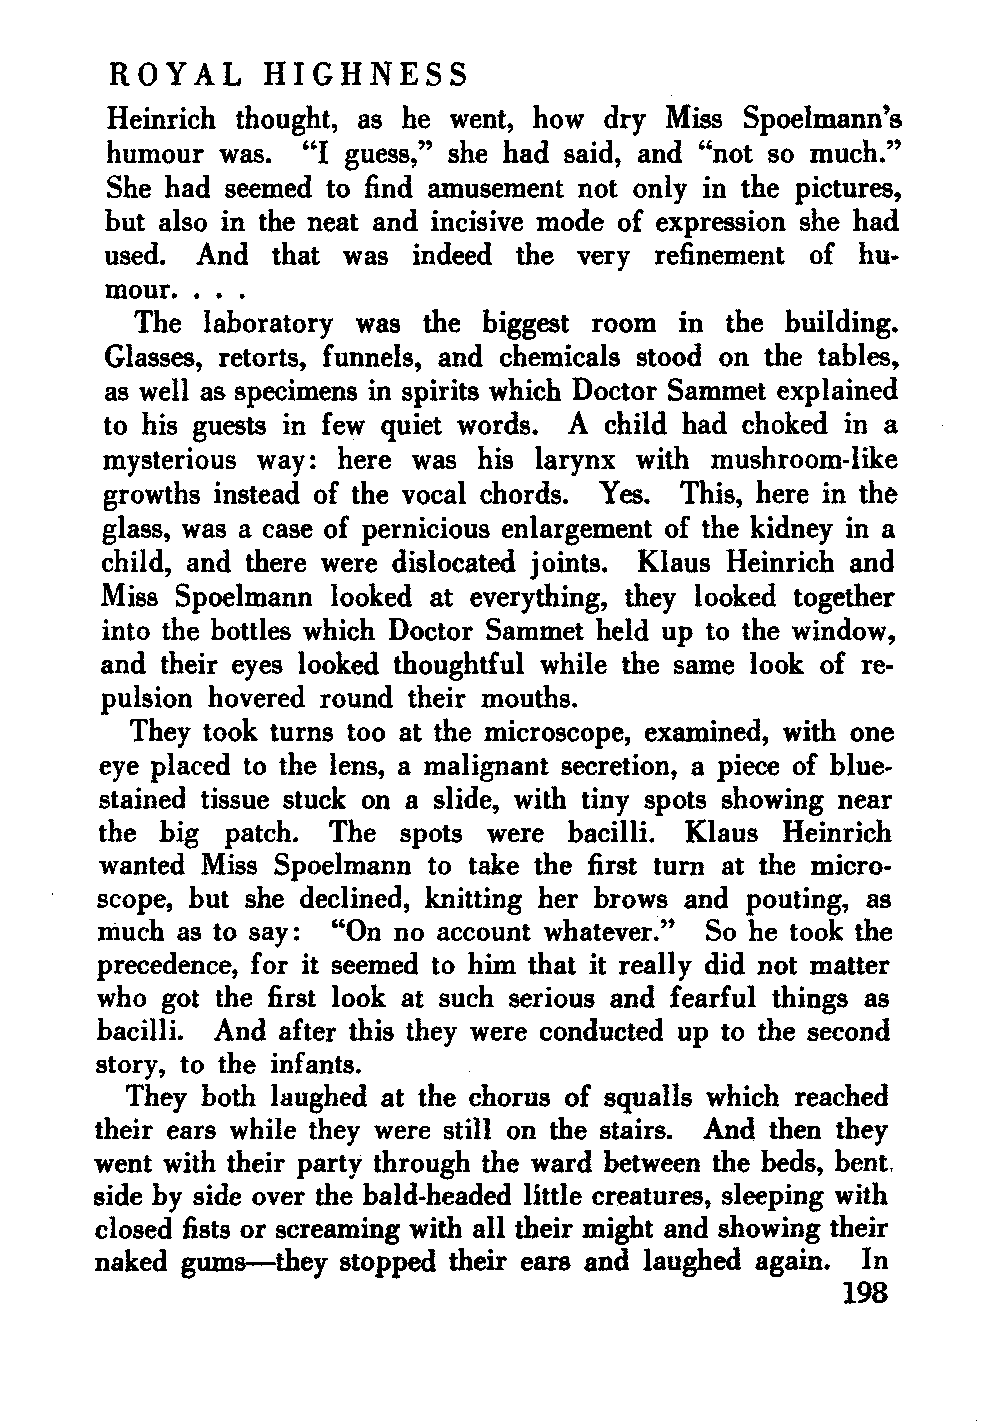 ROYAL HIGHNESS
Heinrich thought, as he went, how dry Miss Spoelmann's
humour was. “I guess,” she had said, and “not so much.”
She had seemed to find amusement not only in the pictures,
but also in the neat and incisive mode of expression she had
used. And that was indeed the very refinement of hu-
mour. . . .
The laboratory was the biggest room in the building.
Glasses, retorts, funnels, and chemicals stood on the tables,
as well as specimens in spirits which Doctor Sammet explained
to his guests in few quiet words. A child had choked in a
mysterious way: here was his larynx with mushroom-like
growths instead of the vocal chords. Yes. This, here in the
glass, was a case of pernicious enlargement of the kidney in a
child, and there were dislocated joints. Klaus Heinrich and
Miss Spoelmann looked at everything, they looked together
into the bottles which Doctor Sammet held up to the window,
and their eyes looked thoughtful while the same look of re-
pulsion hovered round their mouths.
They took turns too at the microscope, examined, with one
eye placed to the lens, a malignant secretion, a piece of blue-
stained tissue stuck on a slide, with tiny spots showing near
the big patch. The spots were bacilli. Klaus Heinrich
wanted Miss Spoelmann to take the first turn at the micro-
scope, but she declined, knitting her brows and pouting, as
much as to say: “On no account whatever.” So he took the
precedence, for it seemed to him that it really did not matter
who got the first look at such serious and fearful things as
bacilli. And after this they were conducted up to the second
story, to the infants.
They both laughed at the chorus of squalls which reached
their ears while they were still on the stairs. And then they
went with their party through the ward between the beds, bent
side by side over the bald-headed little creatures, sleeping with
closed fists or screaming with all their might and showing their
naked gums—they stopped their ears and laughed again. In
198